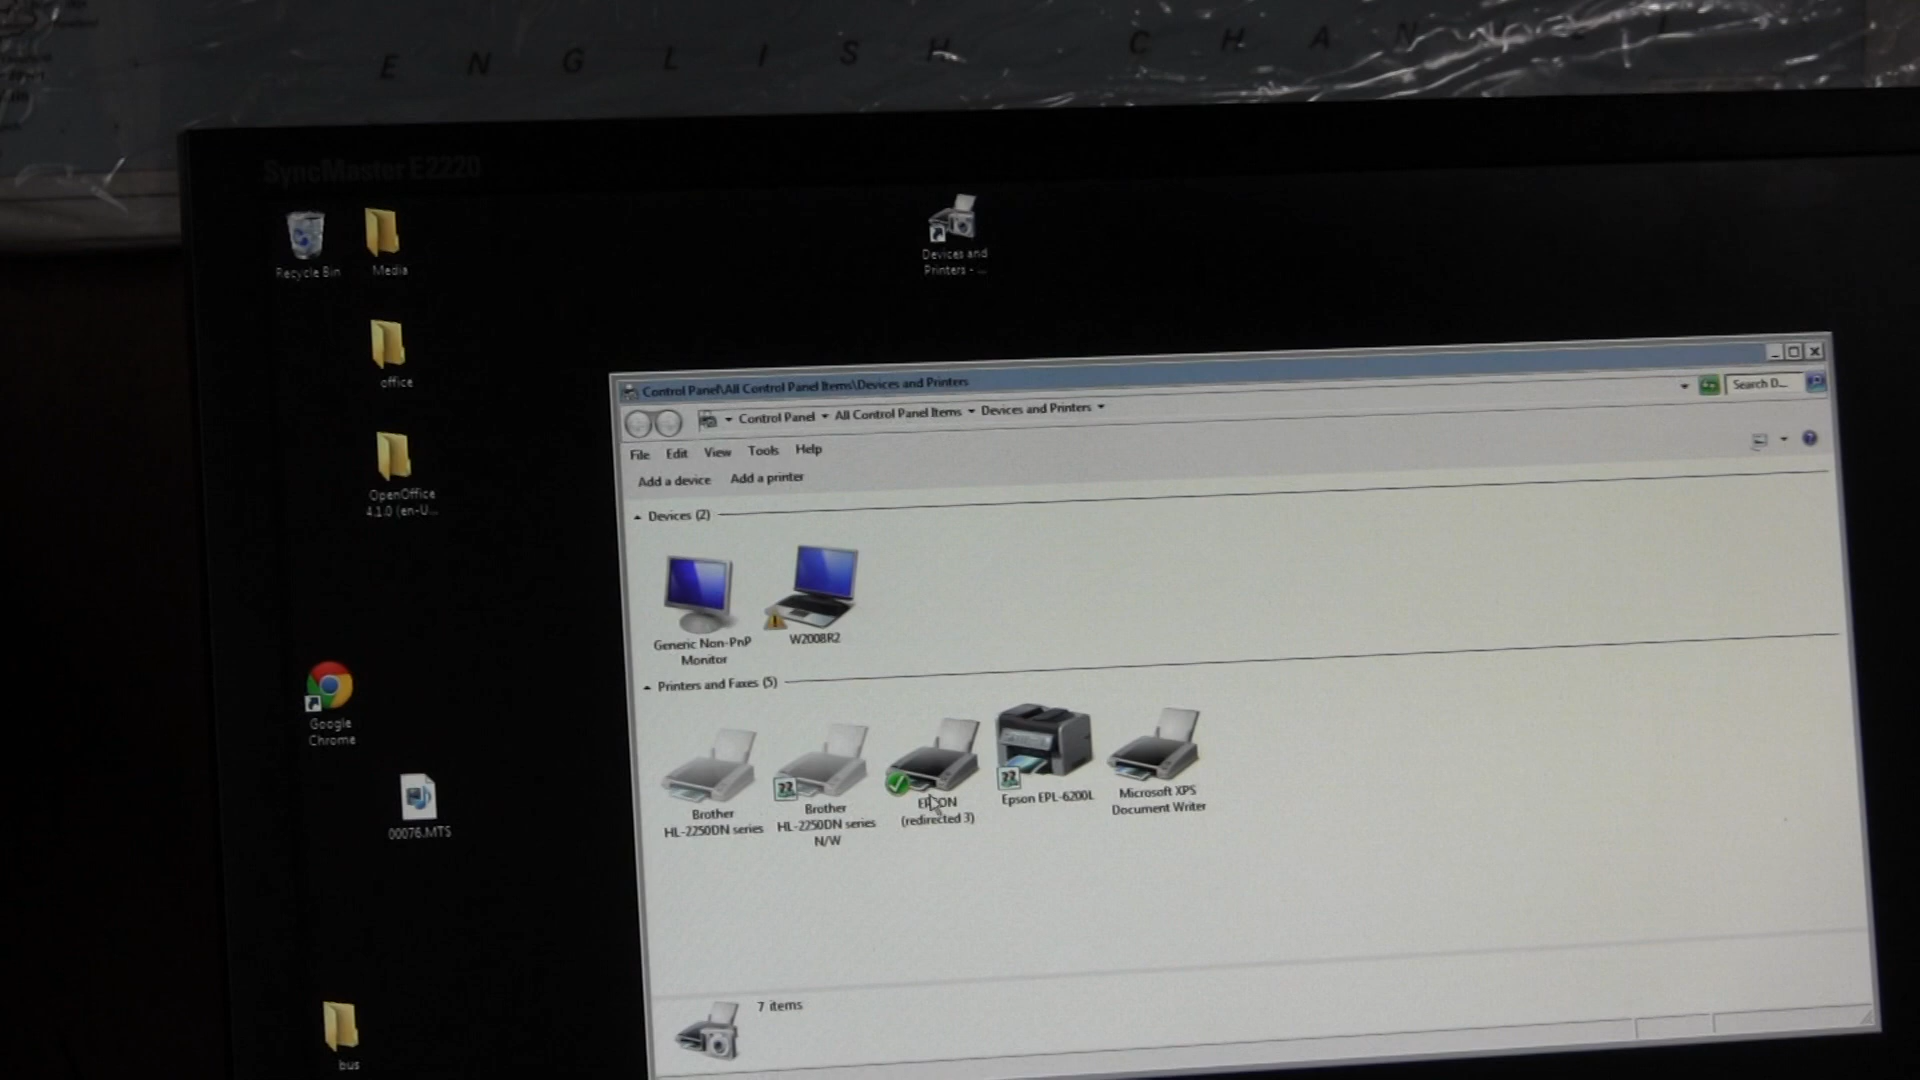 ENGLISH CHANNEL
SyncMaster E2220
Recycle Bin
Media
Devices and
Printers - ...
office
OpenOffice
4.1.0 (en-U...
Google
Chrome
00076.MTS
bus
Control Panel\All Control Panel Items\Devices and Printers
Control Panel All Control Panel Items Devices and Printers
Search D...
File Edit View Tools Help
Add a device Add a printer
Devices (2)
Generic Non-PnP
Monitor
W2008R2
Printers and Faxes (5)
Brother
HL-2250DN series
Brother
HL-2250DN series
N/W
EPSON
(redirected 3)
Epson EPL-6200L
Microsoft XPS
Document Writer
7 items